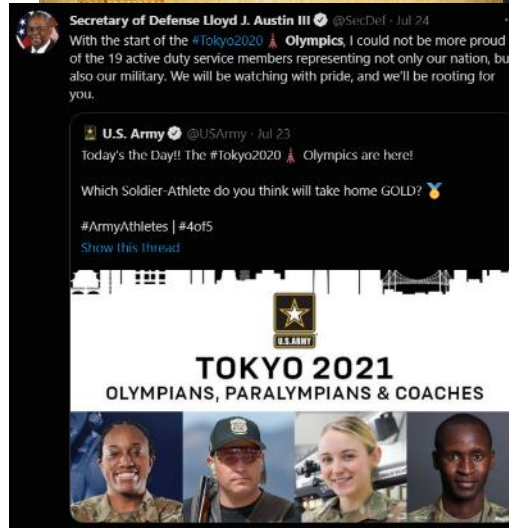 Secretary of Defense Lloyd J. Austin III @SecDef · Jul 24
With the start of the #Tokyo2020 Olympics, I could not be more proud
of the 19 active duty service members representing not only our nation, bu
also our military. We will be watching with pride, and we'll be rooting for
you.
U.S. Army @USArmy · Jul 23
Today's the Day!! The #Tokyo2020 Olympics are here!
Which Soldier-Athlete do you think will take home GOLD?
#ArmyAthletes | #4of5
Show this thread
U.S.ARMY
TOKYO 2021
OLYMPIANS, PARALYMPIANS & COACHES